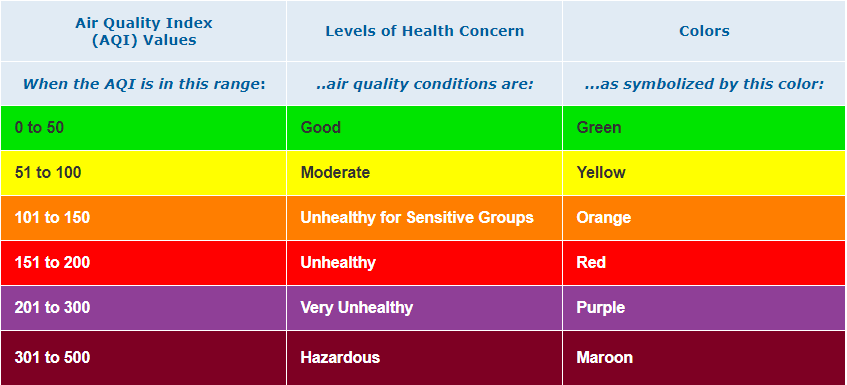 Air Quality Index
(AQI) Values
Levels of Health Concern
Colors
When the AQI is in this range:
..air quality conditions are:
...as symbolized by this color:
0 to 50
Good
Green
51 to 100
Moderate
Yellow
101 to 150
Unhealthy for Sensitive Groups
Orange
151 to 200
Unhealthy
Red
201 to 300
Very Unhealthy
Purple
301 to 500
Hazardous
Maroon